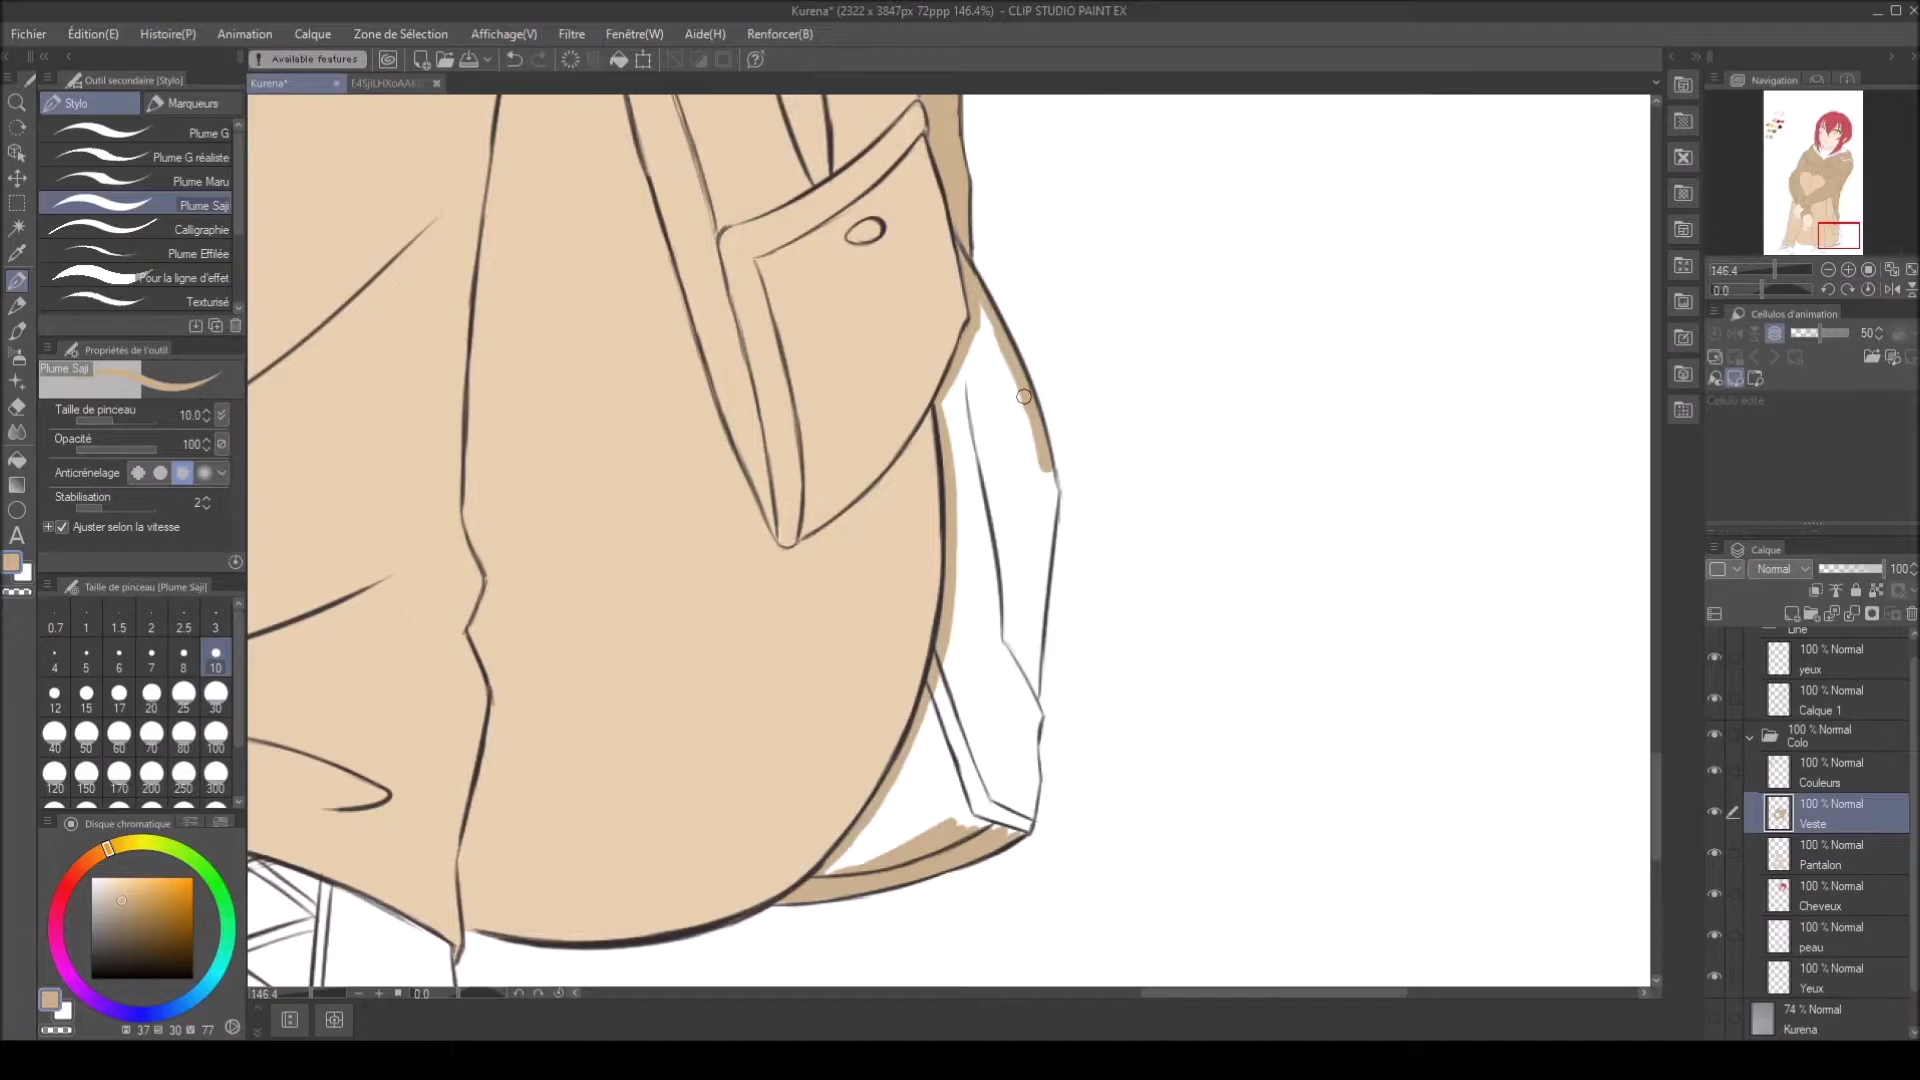 Kurena* (2322 x 3847px 72ppp 146.4%) - CLIP STUDIO PAINT EX
Fichier Édition(E) Histoire(P) Animation Calque Zone de Sélection Affichage(V) Filtre Fenêtre(W) Aide(H) Renforcer(B)
Available features
Kurena*
Outil secondaire [Stylo]
Stylo Marqueurs
Plume G
Plume G réaliste
Plume Maru
Plume Saji
Calligraphie
Plume Effilée
Pour la ligne d'effet
Texturisé
Propriétés de l'outil
Plume Saji
Taille de pinceau 10.0
Opacité 100
Anticrénelage
Stabilisation 2
Ajuster selon la vitesse
Taille de pinceau [Plume Saji]
0.7 1 1.5 2 2.5 3
4 5 6 7 8 10
12 15 17 20 25 30
40 50 60 70 80 100
120 150 170 200 250 300
Disque chromatique
37 30 77
146.4 0.0
Navigation
146.4
0.0
Cellulos d'animation
50
Cellulo édité
Calque
Normal 100
Line
100 % Normal
yeux
100 % Normal
Calque 1
100 % Normal
Colo
100 % Normal
Couleurs
100 % Normal
Veste
100 % Normal
Pantalon
100 % Normal
Cheveux
100 % Normal
peau
100 % Normal
Yeux
74 % Normal
Kurena